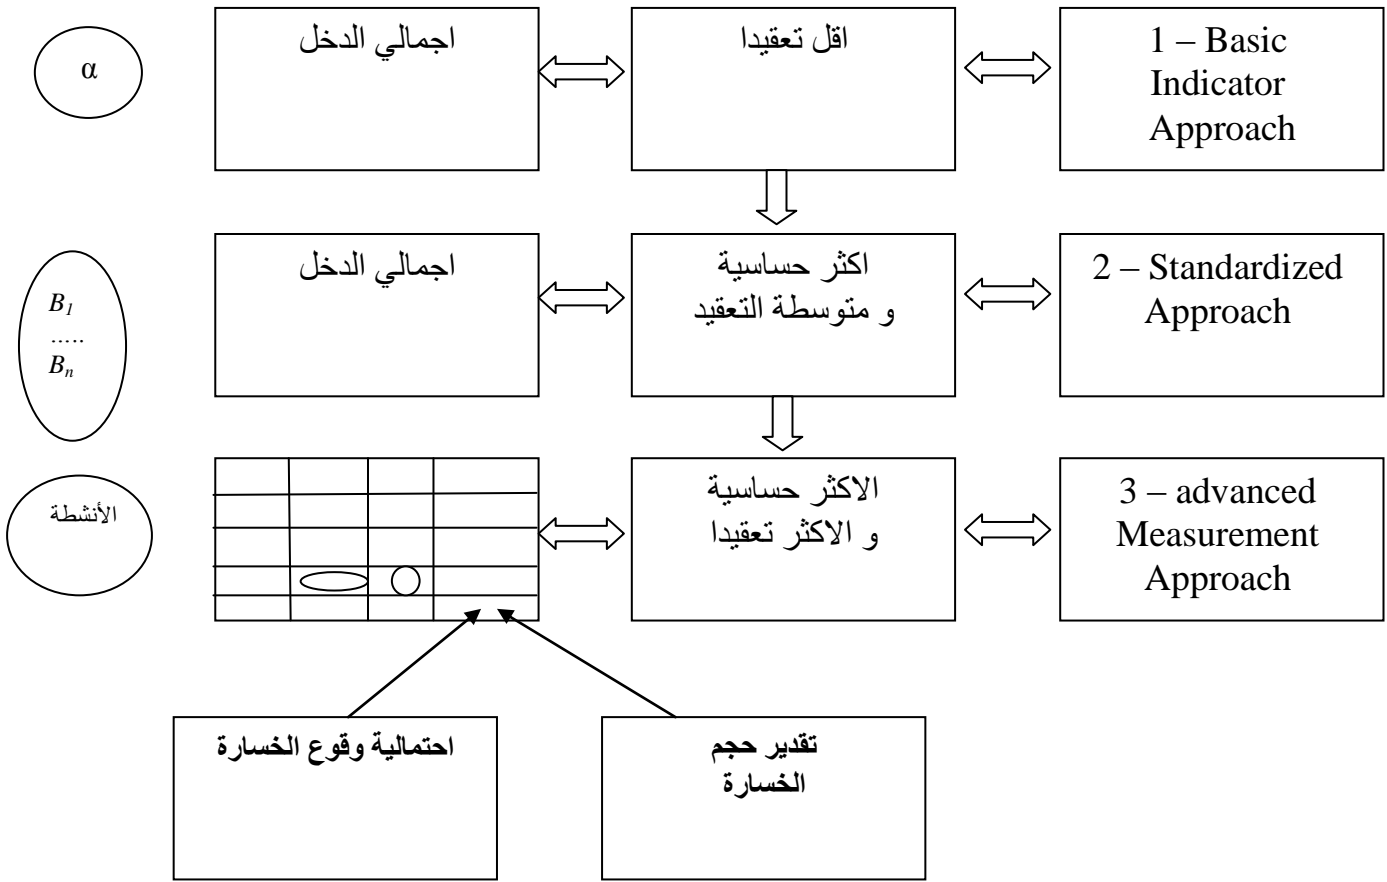 1 – Basic
Indicator
Approach
اقل تعقيدا
اجمالي الدخل
α
2 – Standardized
Approach
اكثر حساسية
و متوسطة التعقيد
اجمالي الدخل
B1
.....
Bn
3 – advanced
Measurement
Approach
الاكثر حساسية
و الاكثر تعقيدا
الأنشطة
تقدير حجم
الخسارة
احتمالية وقوع الخسارة